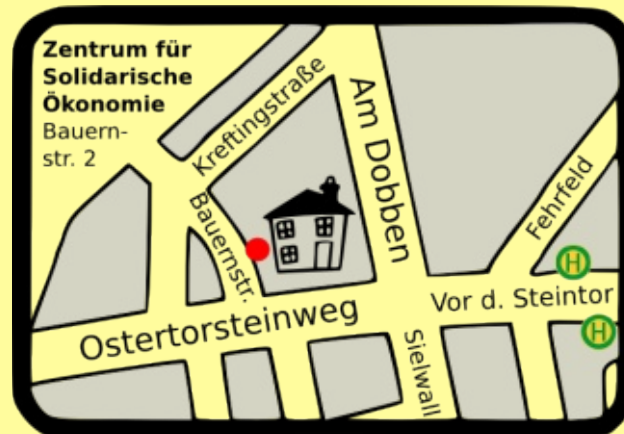 Zentrum für
Solidarische
Ökonomie
Bauern-
str. 2
Kreftingstraße
Am Dobben
Fehrfeld
Bauernstr.
H
Vor d. Steintor
Ostertorsteinweg
H
Sielwall